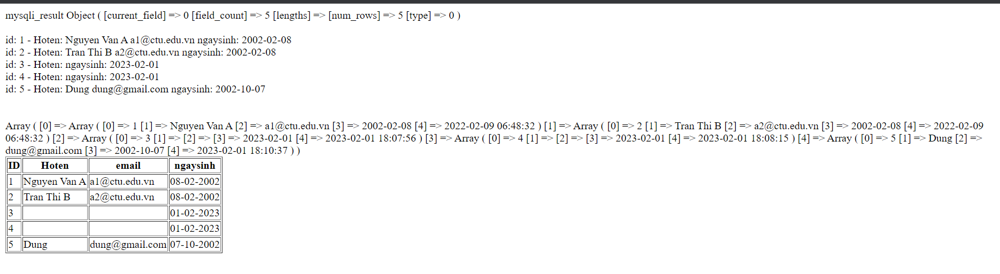 mysqli_result Object ( [current_field] => 0 [field_count] => 5 [lengths] => [num_rows] => 5 [type] => 0 )
id: 1 - Hoten: Nguyen Van A a1@ctu.edu.vn ngaysinh: 2002-02-08
id: 2 - Hoten: Tran Thi B a2@ctu.edu.vn ngaysinh: 2002-02-08
id: 3 - Hoten: ngaysinh: 2023-02-01
id: 4 - Hoten: ngaysinh: 2023-02-01
id: 5 - Hoten: Dung dung@gmail.com ngaysinh: 2002-10-07
Array ( [0] => Array ( [0] => 1 [1] => Nguyen Van A [2] => a1@ctu.edu.vn [3] => 2002-02-08 [4] => 2022-02-09 06:48:32 ) [1] => Array ( [0] => 2 [1] => Tran Thi B [2] => a2@ctu.edu.vn [3] => 2002-02-08 [4] => 2022-02-09
06:48:32 ) [2] => Array ( [0] => 3 [1] => [2] => [3] => 2023-02-01 [4] => 2023-02-01 18:07:56 ) [3] => Array ( [0] => 4 [1] => [2] => [3] => 2023-02-01 [4] => 2023-02-01 18:08:15 ) [4] => Array ( [0] => 5 [1] => Dung [2] =>
dung@gmail.com [3] => 2002-10-07 [4] => 2023-02-01 18:10:37 ) )
ID Hoten email ngaysinh
1 Nguyen Van A a1@ctu.edu.vn 08-02-2002
2 Tran Thi B a2@ctu.edu.vn 08-02-2002
3 01-02-2023
4 01-02-2023
5 Dung dung@gmail.com 07-10-2002